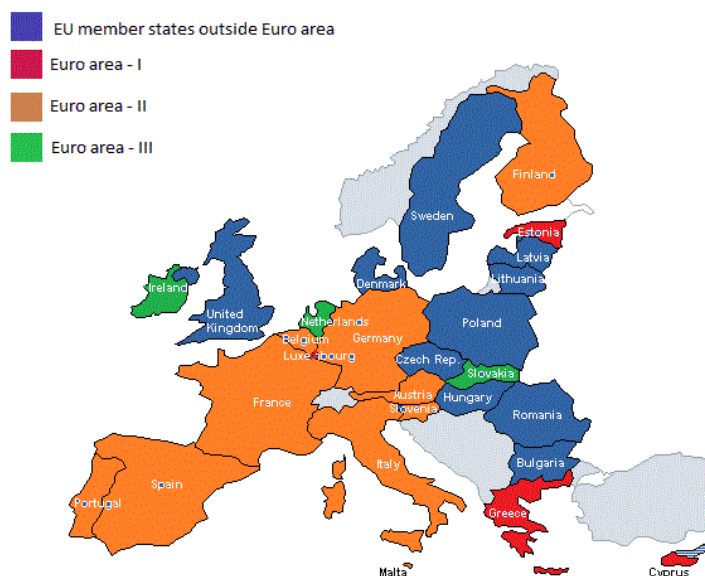 EU member states outside Euro area
Euro area - I
Euro area - II
Euro area - III
Finland
Sweden
Estonia
Latvia
Lithuania
Denmark
Ireland
United
Kingdom
Netherlands
Poland
Belgium
Germany
Luxembourg
Czech Rep.
Slovakia
France
Austria
Hungary
Slovenia
Romania
Italy
Bulgaria
Spain
Portugal
Greece
Malta
Cyprus